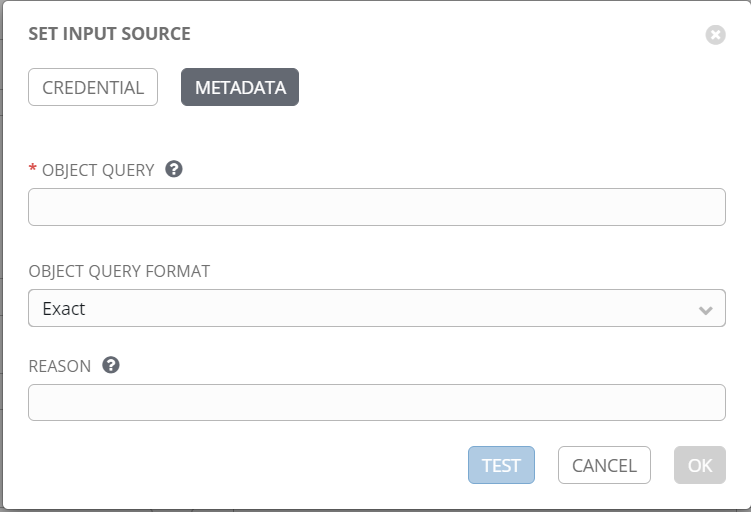 SET INPUT SOURCE
CREDENTIAL METADATA
* OBJECT QUERY ?
OBJECT QUERY FORMAT
Exact
REASON ?
TEST CANCEL OK